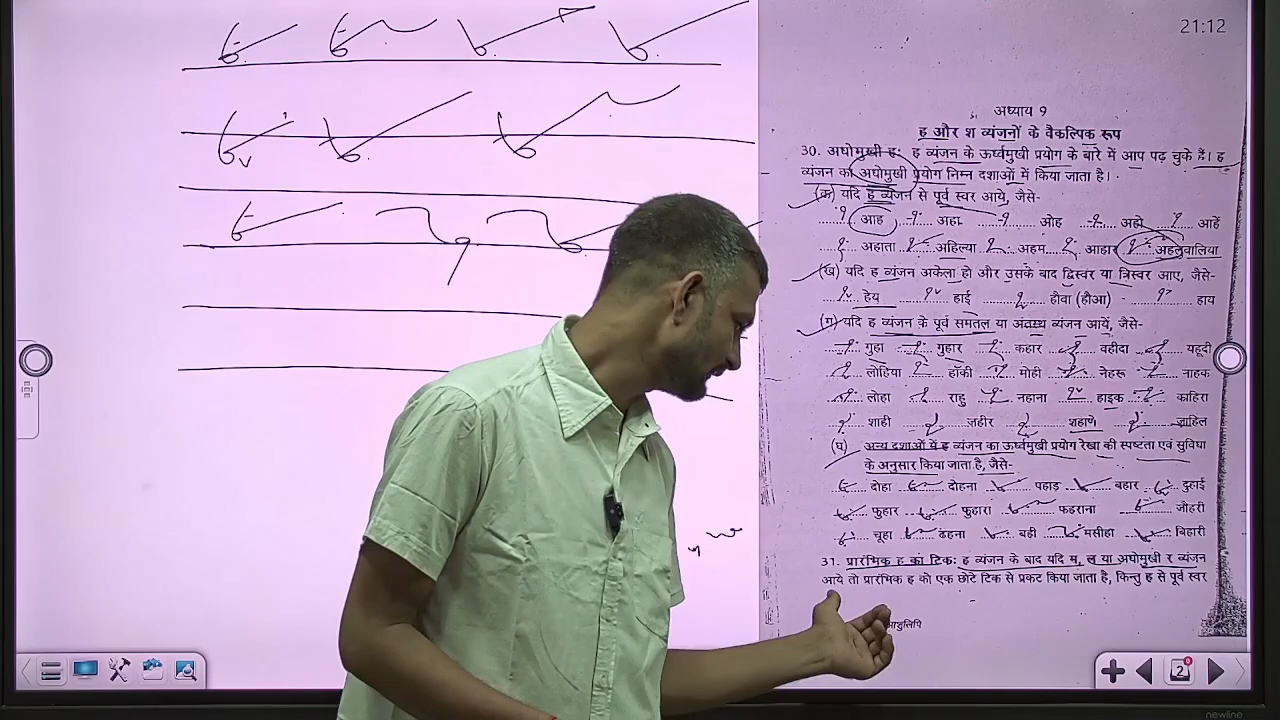 21:12
अध्याय 9
ह और श व्यंजनों के वैकल्पिक रूप
30. अधोमुखी हः ह व्यंजन के ऊर्ध्वमुखी प्रयोग के बारे में आप पढ़ चुके हैं। ह
व्यंजन का अधोमुखी प्रयोग निम्न दशाओं में किया जाता है।
(क) यदि ह व्यंजन से पूर्व स्वर आये, जैसे-
आह अहा ओह अहो आहें
अहाता अहिल्या अहम आहार अहलुवालिया
(ख) यदि ह व्यंजन अकेला हो और उसके बाद द्विस्वर या त्रिस्वर आए, जैसे-
हेय हाई हौवा (हौआ) हाय
(ग) यदि ह व्यंजन के पूर्व समतल या अंतस्थ व्यंजन आयें, जैसे-
गुहा गुहार कहार वहीदा यहूदी
लोहिया हॉकी मोही नेहरू नाहक
लोहा राहु नहाना हाइक काहिरा
शाही ज़हीर शहाणे ज़ाहिल
(घ) अन्य दशाओं में ह व्यंजन का ऊर्ध्वमुखी प्रयोग रेखा की स्पष्टता एवं सुविधा
के अनुसार किया जाता है, जैसे-
दोहा दोहना पहाड़ बहार दुहाई
फुहार फुहारा फहराना जौहरी
चूहा ढहना बही मसीहा बिहारी
31. प्रारंभिक ह का टिकः ह व्यंजन के बाद यदि म, ल या अधोमुखी र व्यंजन
आये तो प्रारंभिक ह को एक छोटे टिक से प्रकट किया जाता है, किन्तु ह से पूर्व स्वर
आशुलिपि
2
newline